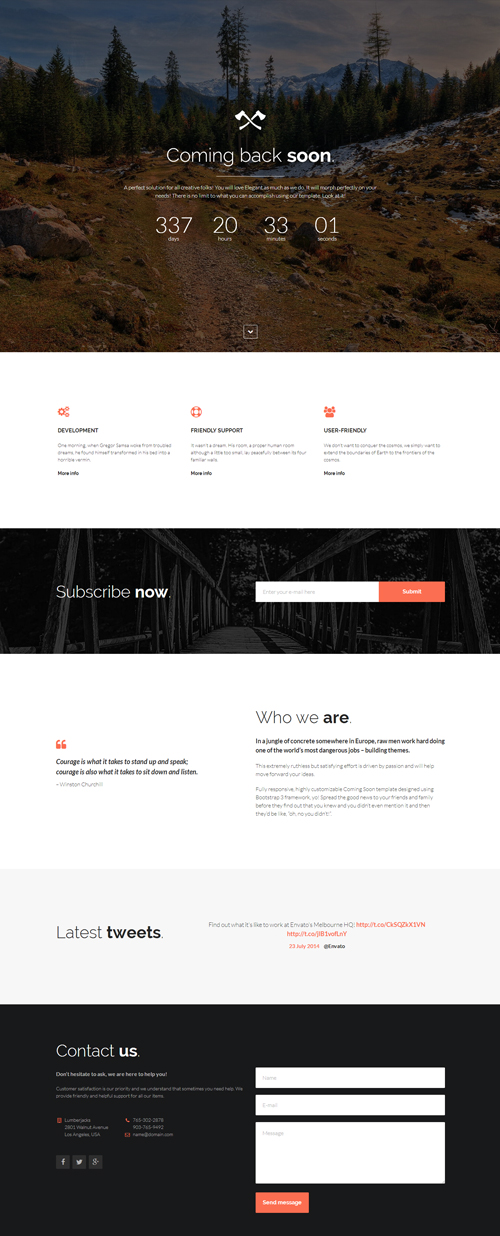 Coming back soon.
A perfect solution for all creative folks! You will love Elegant as much as we do. It will morph perfectly on your
needs! There is no limit to what you can accomplish using our template. Look at it!
337 20 33 01
days hours minutes seconds
DEVELOPMENT
One morning, when Gregor Samsa woke from troubled
dreams, he found himself transformed in his bed into a
horrible vermin.
More info
FRIENDLY SUPPORT
It wasn't a dream. His room, a proper human room
although a little too small, lay peacefully between its four
familiar walls.
More info
USER-FRIENDLY
We don't want to conquer the cosmos, we simply want to
extend the boundaries of Earth to the frontiers of the
cosmos.
More info
Subscribe now.
Enter your e-mail here
Submit
Courage is what it takes to stand up and speak;
courage is also what it takes to sit down and listen.
– Winston Churchill
Who we are.
In a jungle of concrete somewhere in Europe, raw men work hard doing
one of the world's most dangerous jobs – building themes.
This extremely ruthless but satisfying effort is driven by passion and will help
move forward your ideas.
Fully responsive, highly customizable Coming Soon template designed using
Bootstrap 3 framework, yo! Spread the good news to your friends and family
before they find out that you knew and you didn't even mention it and then
they'd be like, "oh, no you didn't!".
Latest tweets.
Find out what it's like to work at Envato's Melbourne HQ! http://t.co/CkSQZkX1VN
http://t.co/jIB1vofLnY
23 July 2014 @Envato
Contact us.
Don't hesitate to ask, we are here to help you!
Customer satisfaction is our priority and we understand that sometimes you need help. We
provide friendly and helpful support for all our items.
Lumberjacks
2801 Walnut Avenue
Los Angeles, USA
765-302-2878
903-765-9492
name@domain.com
Name
E-mail
Message
Send message